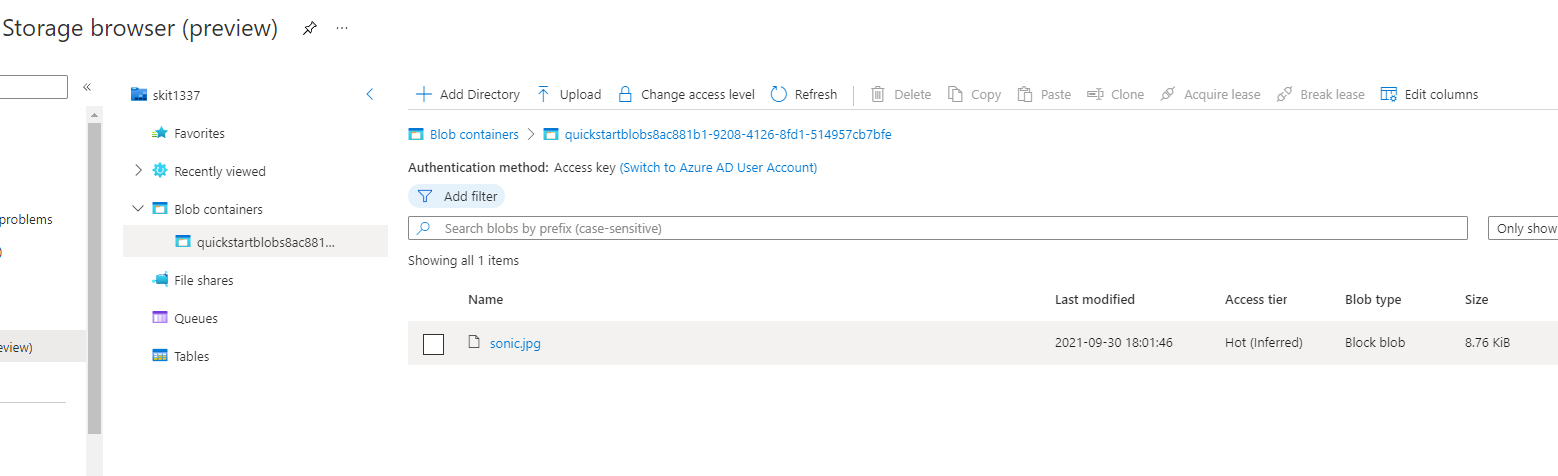 Storage browser (preview)
skit1337
Add Directory Upload Change access level Refresh Delete Copy Paste Clone Acquire lease Break lease Edit columns
Favorites
Blob containers > quickstartblobs8ac881b1-9208-4126-8fd1-514957cb7bfe
Recently viewed
Authentication method: Access key (Switch to Azure AD User Account)
Add filter
problems
Blob containers
quickstartblobs8ac881...
Search blobs by prefix (case-sensitive)
Only show
)
Showing all 1 items
File shares
Name Last modified Access tier Blob type Size
Queues
eview)
Tables
sonic.jpg 2021-09-30 18:01:46 Hot (Inferred) Block blob 8.76 KiB